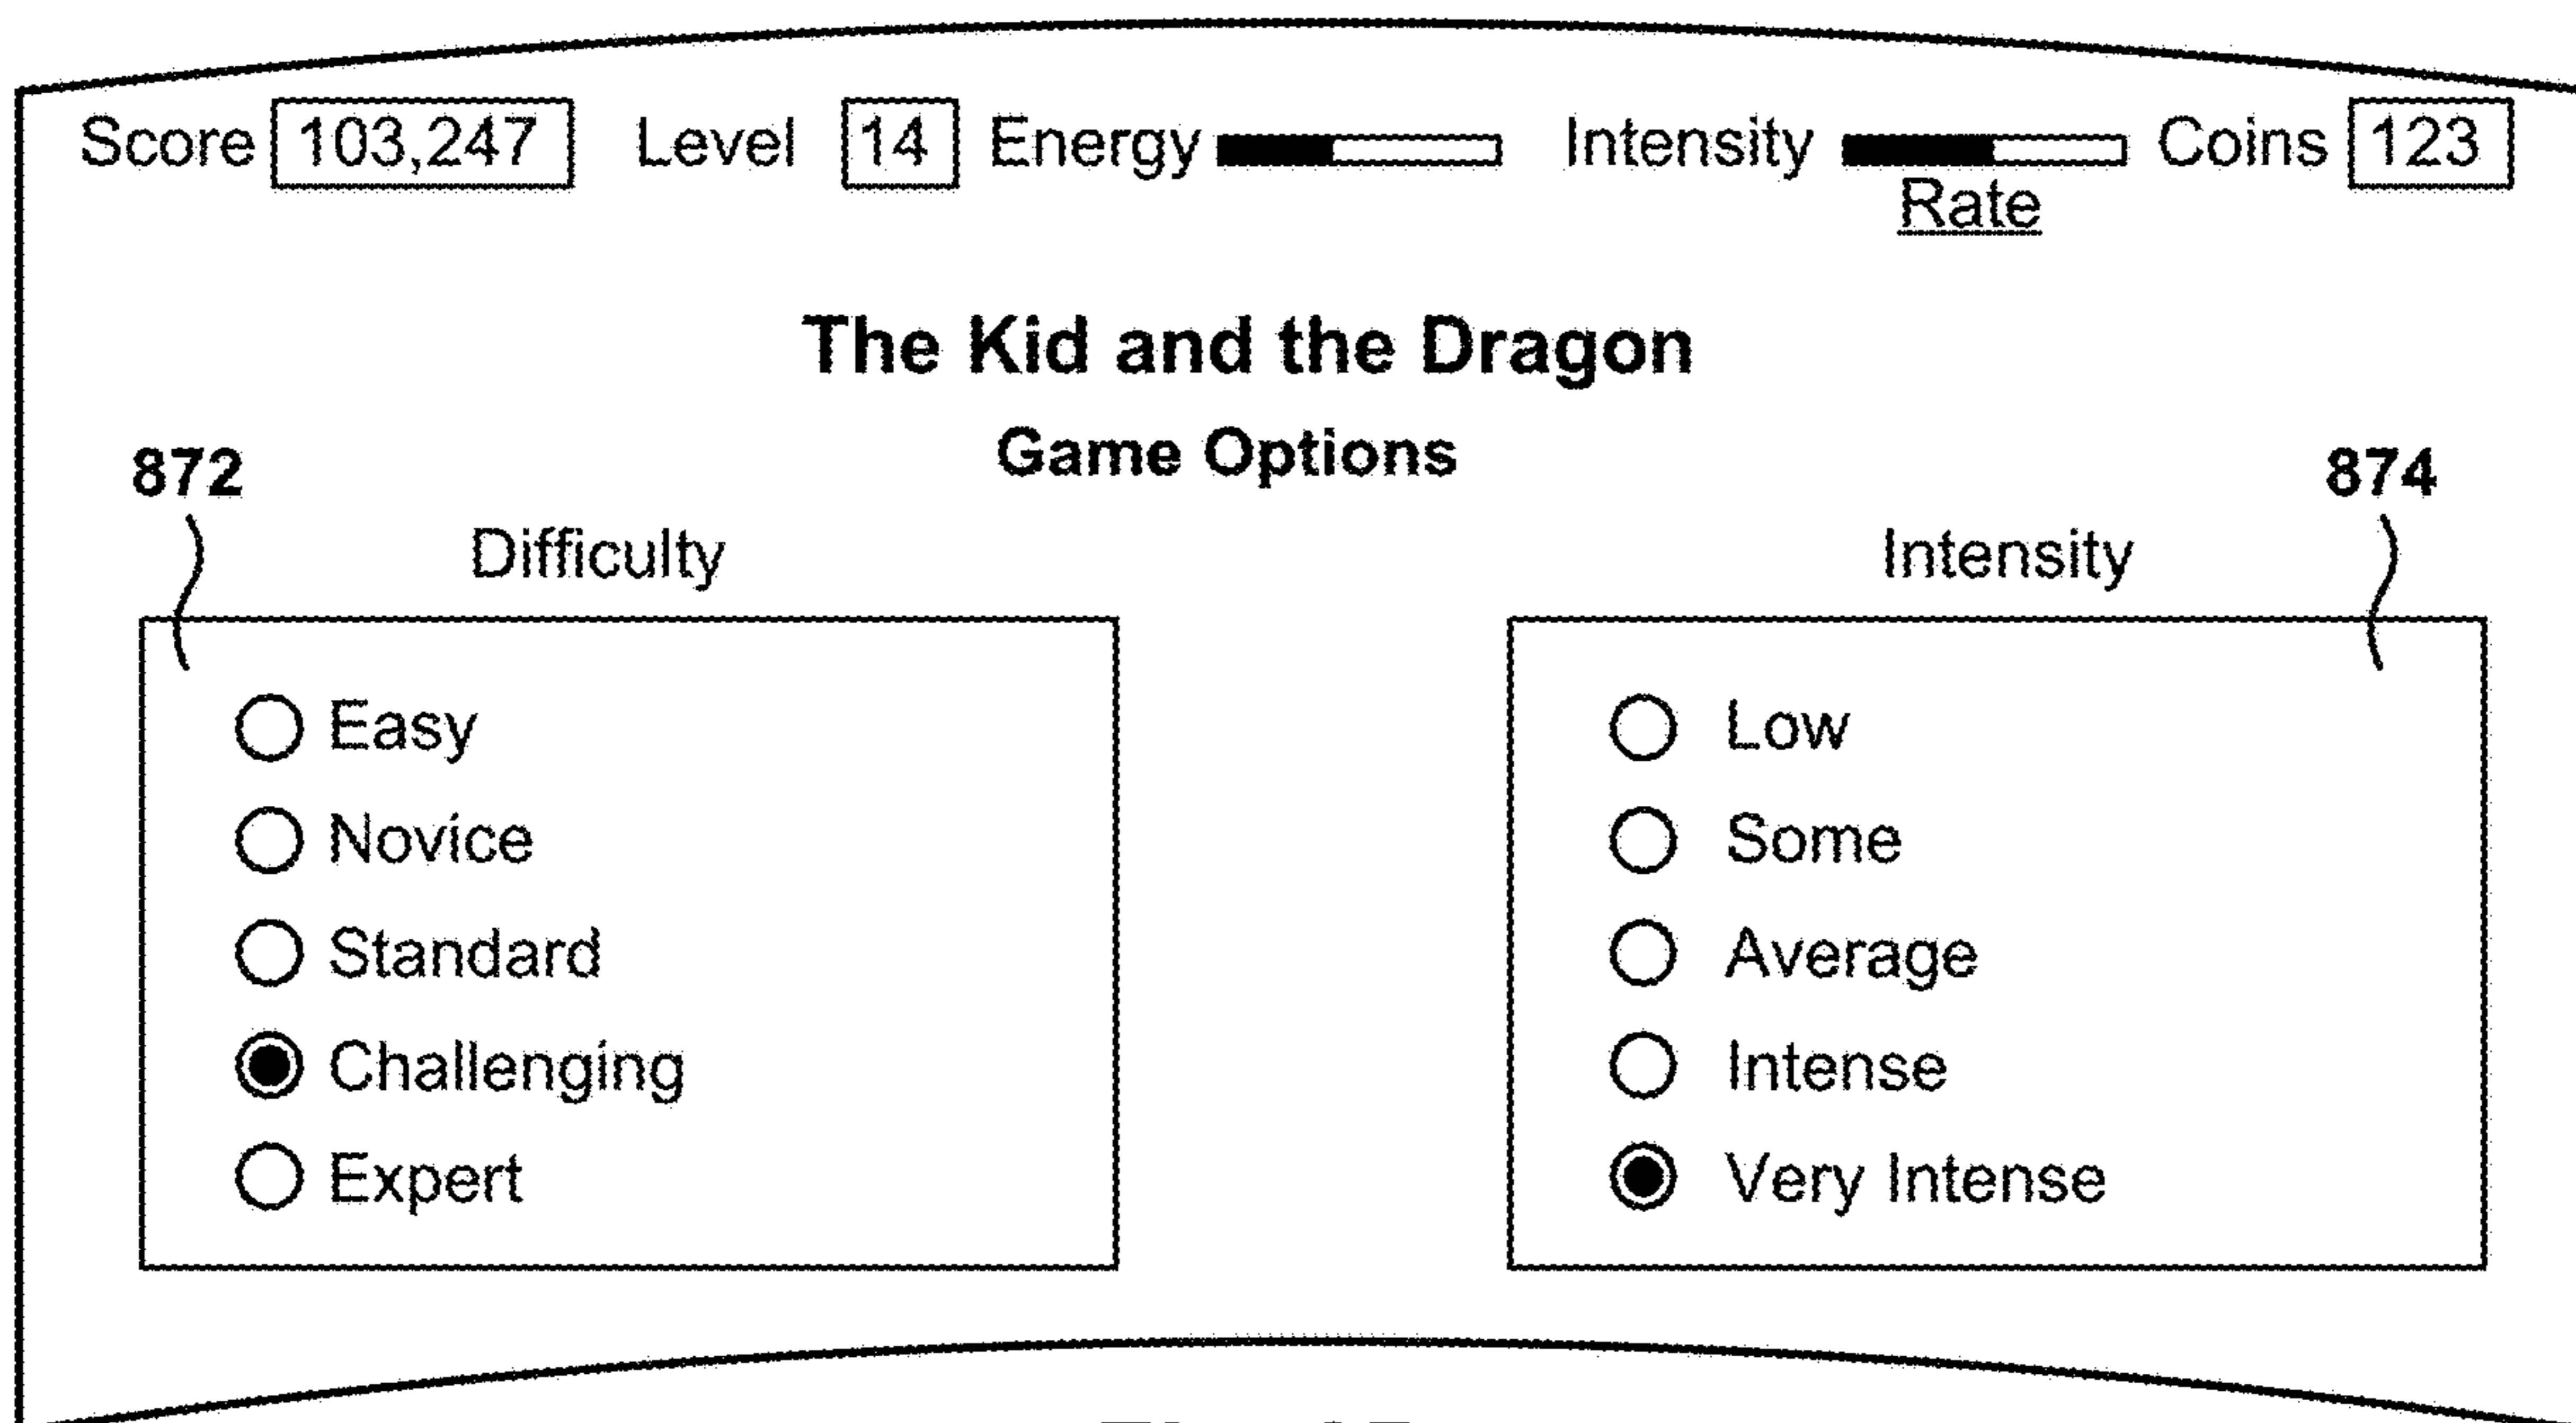 Score 103,247 Level 14 Energy Intensity Coins 123
Rate
The Kid and the Dragon
Game Options
872 874
Difficulty Intensity
Easy Low
Novice Some
Standard Average
Challenging Intense
Expert Very Intense